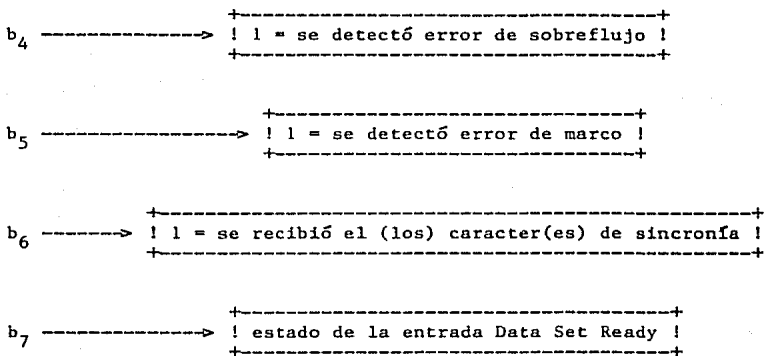 b4 ----------------> ! 1 = se detectó error de sobreflujo !
b5 -------------------> ! 1 = se detectó error de marco !
b6 --------> ! 1 = se recibió el (los) caracter(es) de sincronía !
b7 ----------------> ! estado de la entrada Data Set Ready !